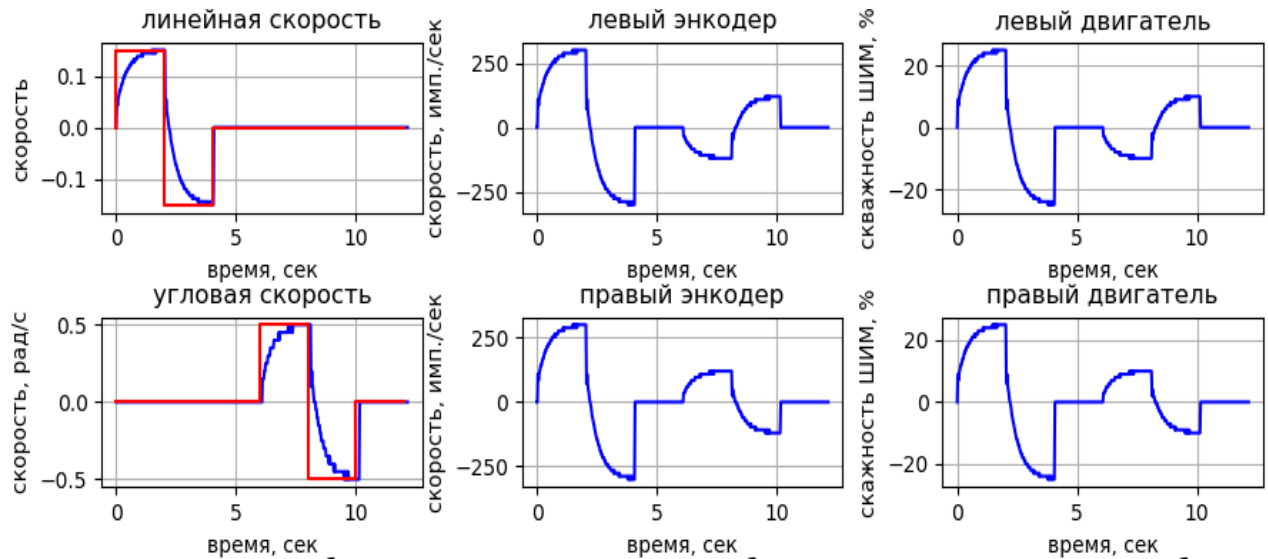 линейная скорость
скорость
0.1
0.0
−0.1
0
5
10
время, сек
левый энкодер
скорость, имп./сек
250
0
−250
0
5
10
время, сек
левый двигатель
скважность ШИМ, %
20
0
−20
0
5
10
время, сек
угловая скорость
скорость, рад/с
0.5
0.0
−0.5
0
5
10
время, сек
правый энкодер
скорость, имп./сек
250
0
−250
0
5
10
время, сек
правый двигатель
скажность ШИМ, %
20
0
−20
0
5
10
время, сек